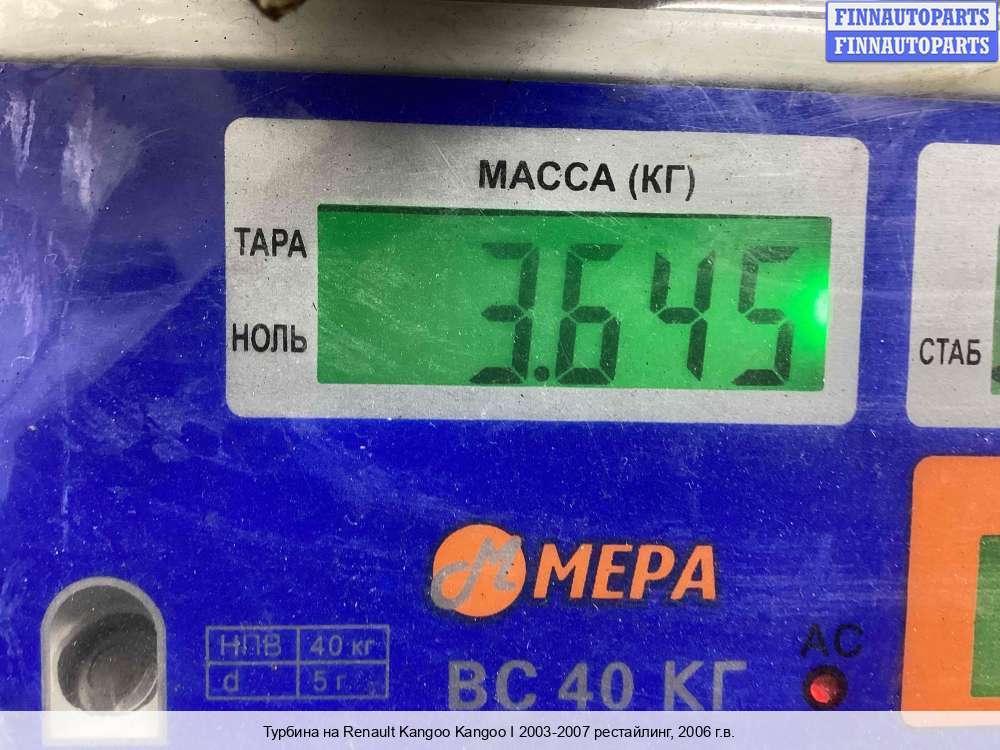 FINNAUTOPARTS
FINNAUTOPARTS
МАССА (КГ)
ТАРА
3.645
НОЛЬ
СТАБ
МЕРА
АС
НПВ 40 кг
d 5 г
ВС 40 КГ
Турбина на Renault Kangoo Kangoo I 2003-2007 рестайлинг, 2006 г.в.